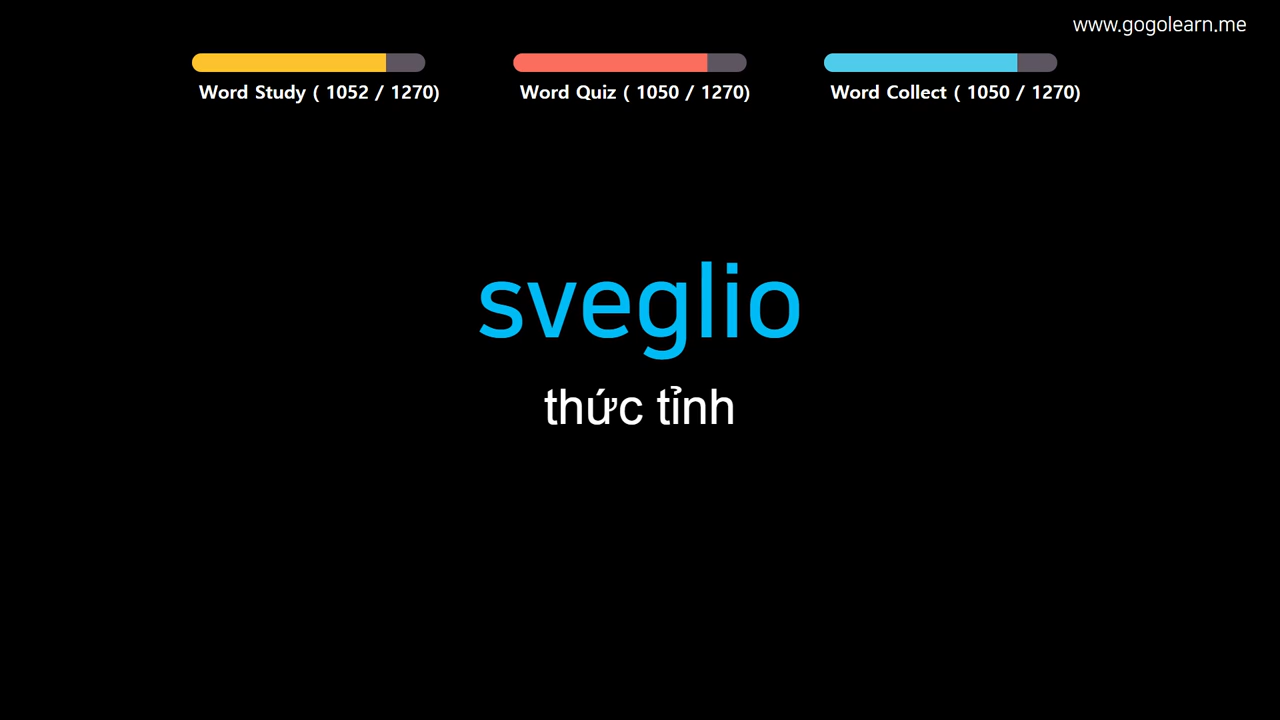 www.gogolearn.me
Word Study ( 1052 / 1270)
Word Quiz ( 1050 / 1270)
Word Collect ( 1050 / 1270)
sveglio
thức tỉnh